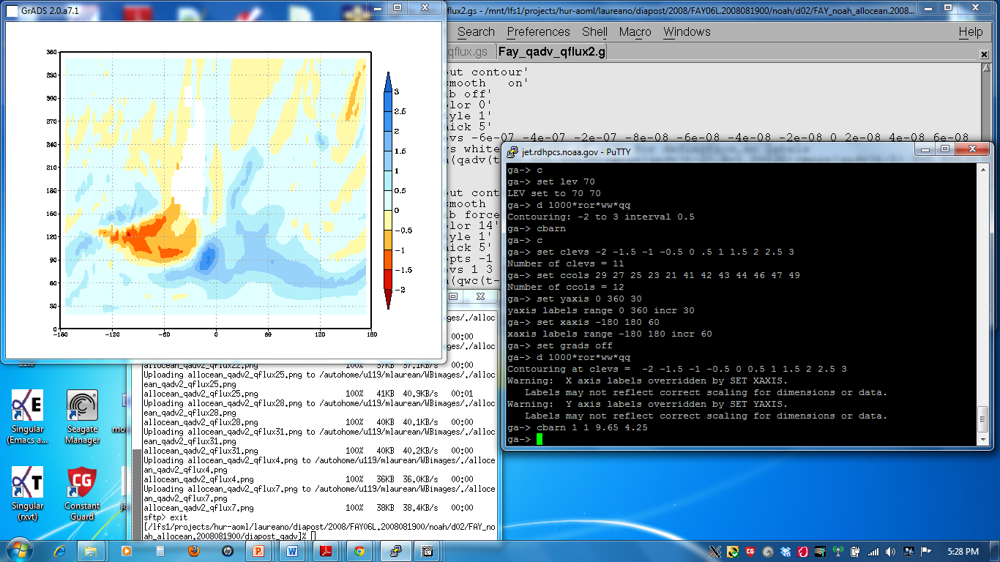 GrADS 2.0.a7.1
360
330
300
270
240
210
180
150
120
90
60
30
0
-180
-120
-60
0
60
120
180
3
2.5
2
1.5
1
0.5
0
-0.5
-1
-1.5
-2
flux2.gs - /mnt/lfs1/projects/hur-aoml/laureano/diapost/2008/FAY06L.2008081900/noah/d02/FAY_noah_allocean.2008...
Search Preferences Shell Macro Windows Help
qflux.gs Fay_qadv_qflux2.g
out contour'
smooth on'
ab off'
olor 0'
yle 1'
hick 5'
evs -6e-07 -4e-07 -2e-07 -8e-08 -6e-08 -4e-08 -2e-08 0 2e-08 4e-08 6e-08
rs white
n(qadv(t
out cont
smooth
ab force
olor 14'
yle 1'
hick 5'
opts -1
evs 1 3
n(qwc(t-
jet.rdhpcs.noaa.gov - PuTTY
ga-> c
ga-> set lev 70
LEV set to 70 70
ga-> d 1000*ror*ww*qq
Contouring: -2 to 3 interval 0.5
ga-> cbarn
ga-> c
ga-> set clevs -2 -1.5 -1 -0.5 0 .5 1 1.5 2 2.5 3
Number of clevs = 11
ga-> set ccols 29 27 25 23 21 41 42 43 44 46 47 49
Number of ccols = 12
ga-> set yaxis 0 360 30
yaxis labels range 0 360 incr 30
ga-> set xaxis -180 180 60
xaxis labels range -180 180 incr 60
ga-> set grads off
ga-> d 1000*ror*ww*qq
Contouring at clevs = -2 -1.5 -1 -0.5 0 0.5 1 1.5 2 2.5 3
Warning: X axis labels overridden by SET XAXIS.
Labels may not reflect correct scaling for dimensions or data.
Warning: Y axis labels overridden by SET YAXIS.
Labels may not reflect correct scaling for dimensions or data.
ga-> cbarn 1 1 9.65 4.25
ga->
ages/./alloc
00:00
ages/./alloc
allocean_qadv2_qflux22.png 100% 37KB 37.1KB/s 00:00
Uploading allocean_qadv2_qflux25.png to /autohome/u119/mlaurean/WBimages/./alloc
ean_qadv2_qflux25.png
allocean_qadv2_qflux25.png 100% 41KB 40.9KB/s 00:01
Uploading allocean_qadv2_qflux28.png to /autohome/u119/mlaurean/WBimages/./alloc
ean_qadv2_qflux28.png
allocean_qadv2_qflux28.png 100% 40KB 40.1KB/s 00:00
Uploading allocean_qadv2_qflux31.png to /autohome/u119/mlaurean/WBimages/./alloc
ean_qadv2_qflux31.png
allocean_qadv2_qflux31.png 100% 40KB 40.2KB/s 00:00
Uploading allocean_qadv2_qflux4.png to /autohome/u119/mlaurean/WBimages/./alloce
an_qadv2_qflux4.png
allocean_qadv2_qflux4.png 100% 36KB 36.0KB/s 00:00
Uploading allocean_qadv2_qflux7.png to /autohome/u119/mlaurean/WBimages/./alloce
an_qadv2_qflux7.png
allocean_qadv2_qflux7.png 100% 38KB 38.4KB/s 00:00
sftp> exit
[/lfs1/projects/hur-aoml/laureano/diapost/2008/FAY06L.2008081900/noah/d02/FAY_no
ah_allocean.2008081900/diapost_qadv]%
Singular
(Emacs a...
Seagate
Manager
mo
Singular
(rxvt)
Constant
Guard
ja
5:28 PM